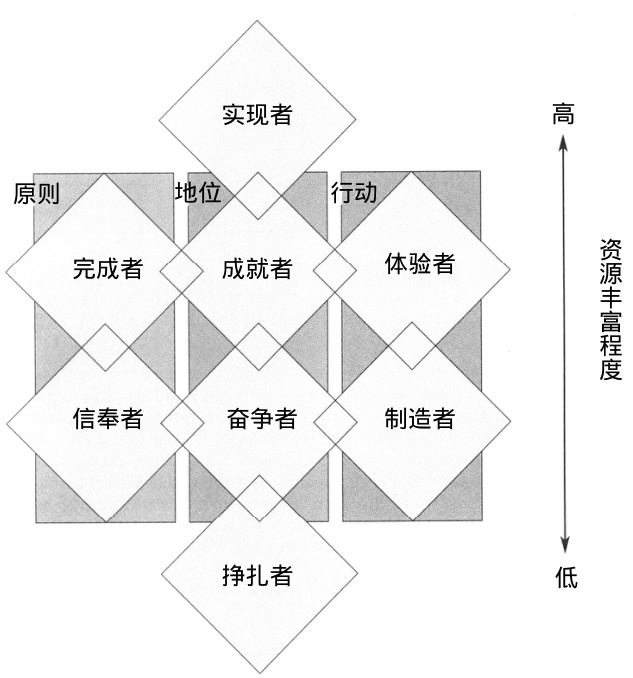 实现者
高
原则
地位
行动
完成者
成就者
体验者
资源丰富程度
信奉者
奋争者
制造者
挣扎者
低